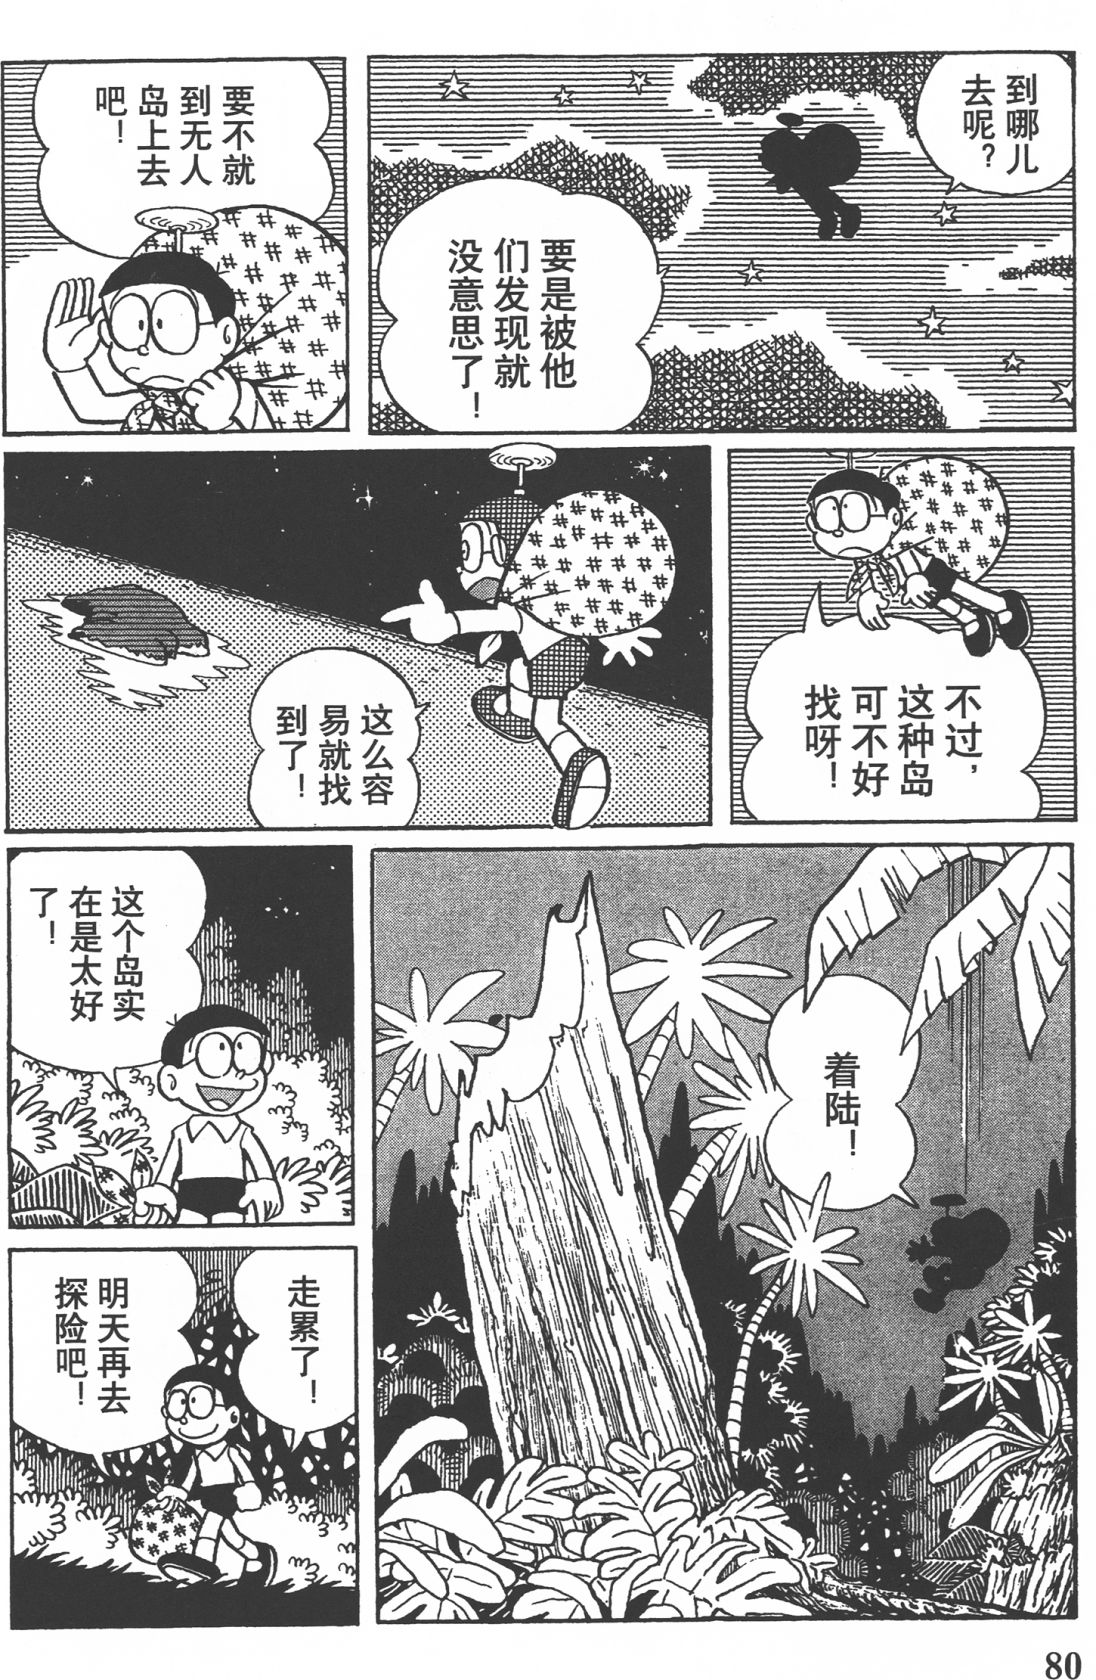 到哪儿
去呢?
要是被他
们发现就
没意思了!
要不就
到无人
岛上去
吧!
不过,
这种岛
可不好
找呀!
这么容
易就找
到了!
着
陆!
这个岛实
在是太好
了!
走累了!
明天再去
探险吧!
80